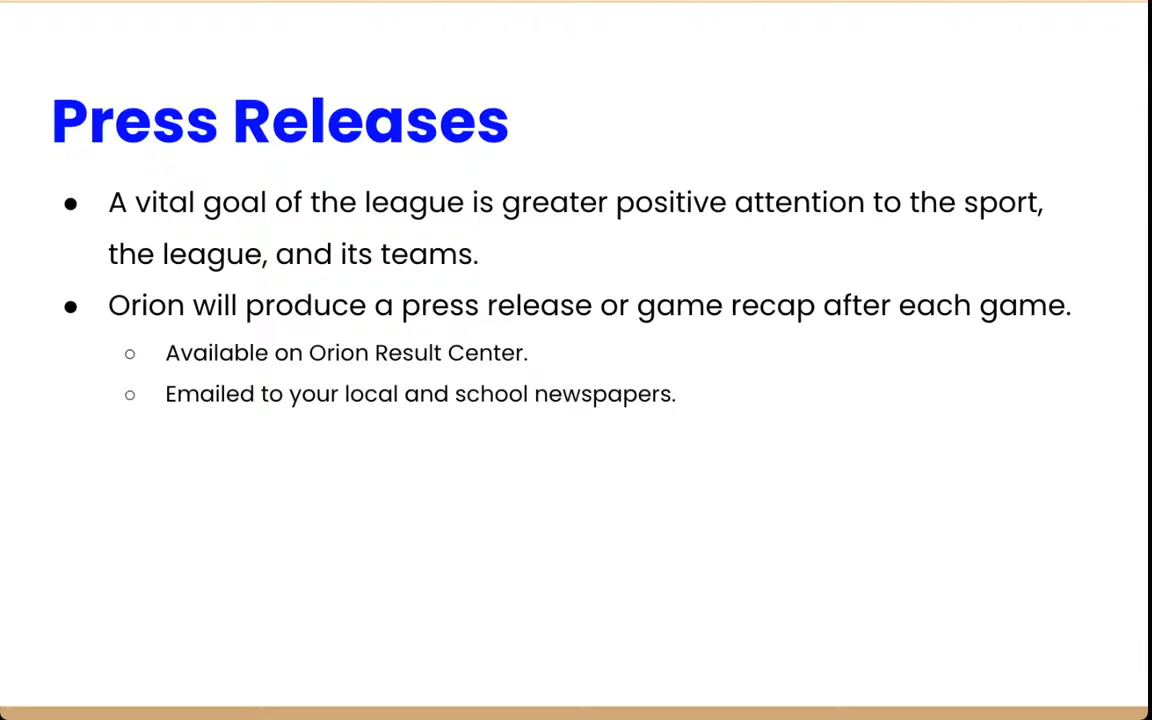 Press Releases
● A vital goal of the league is greater positive attention to the sport,
the league, and its teams.
● Orion will produce a press release or game recap after each game.
○ Available on Orion Result Center.
○ Emailed to your local and school newspapers.